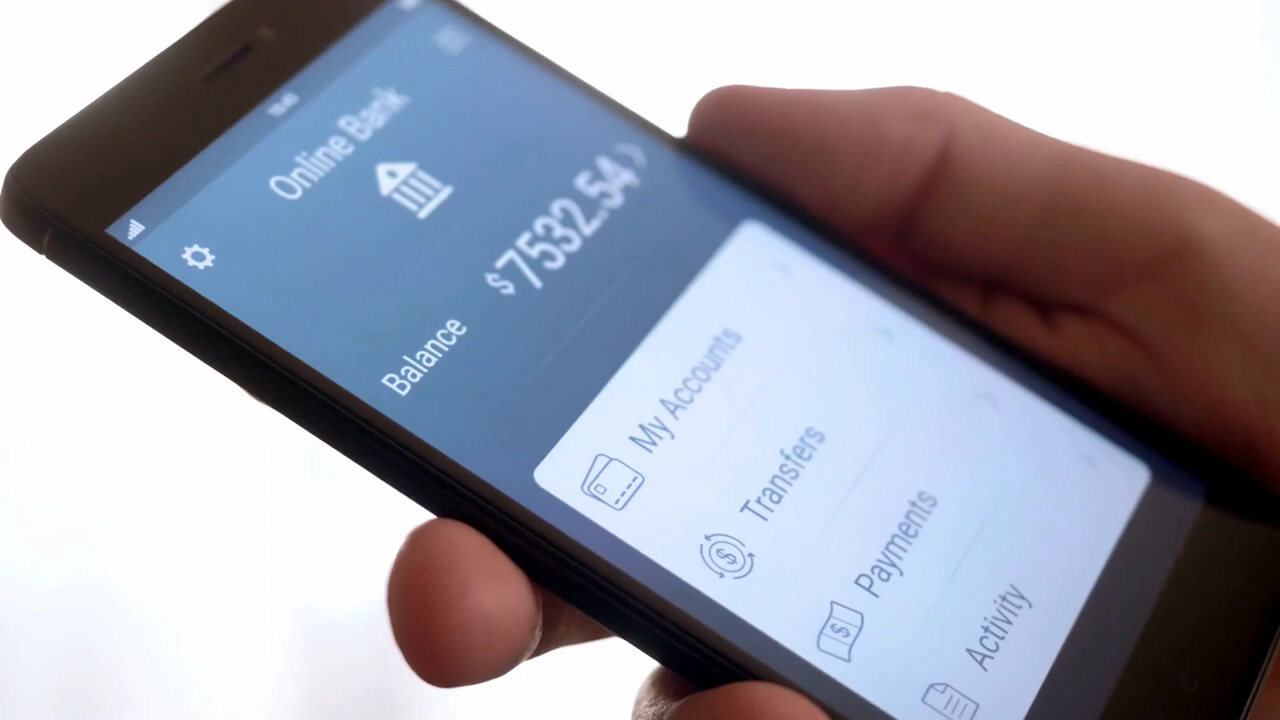 Online Bank
Balance $7532.54
My Accounts
Transfers
Payments
Activity